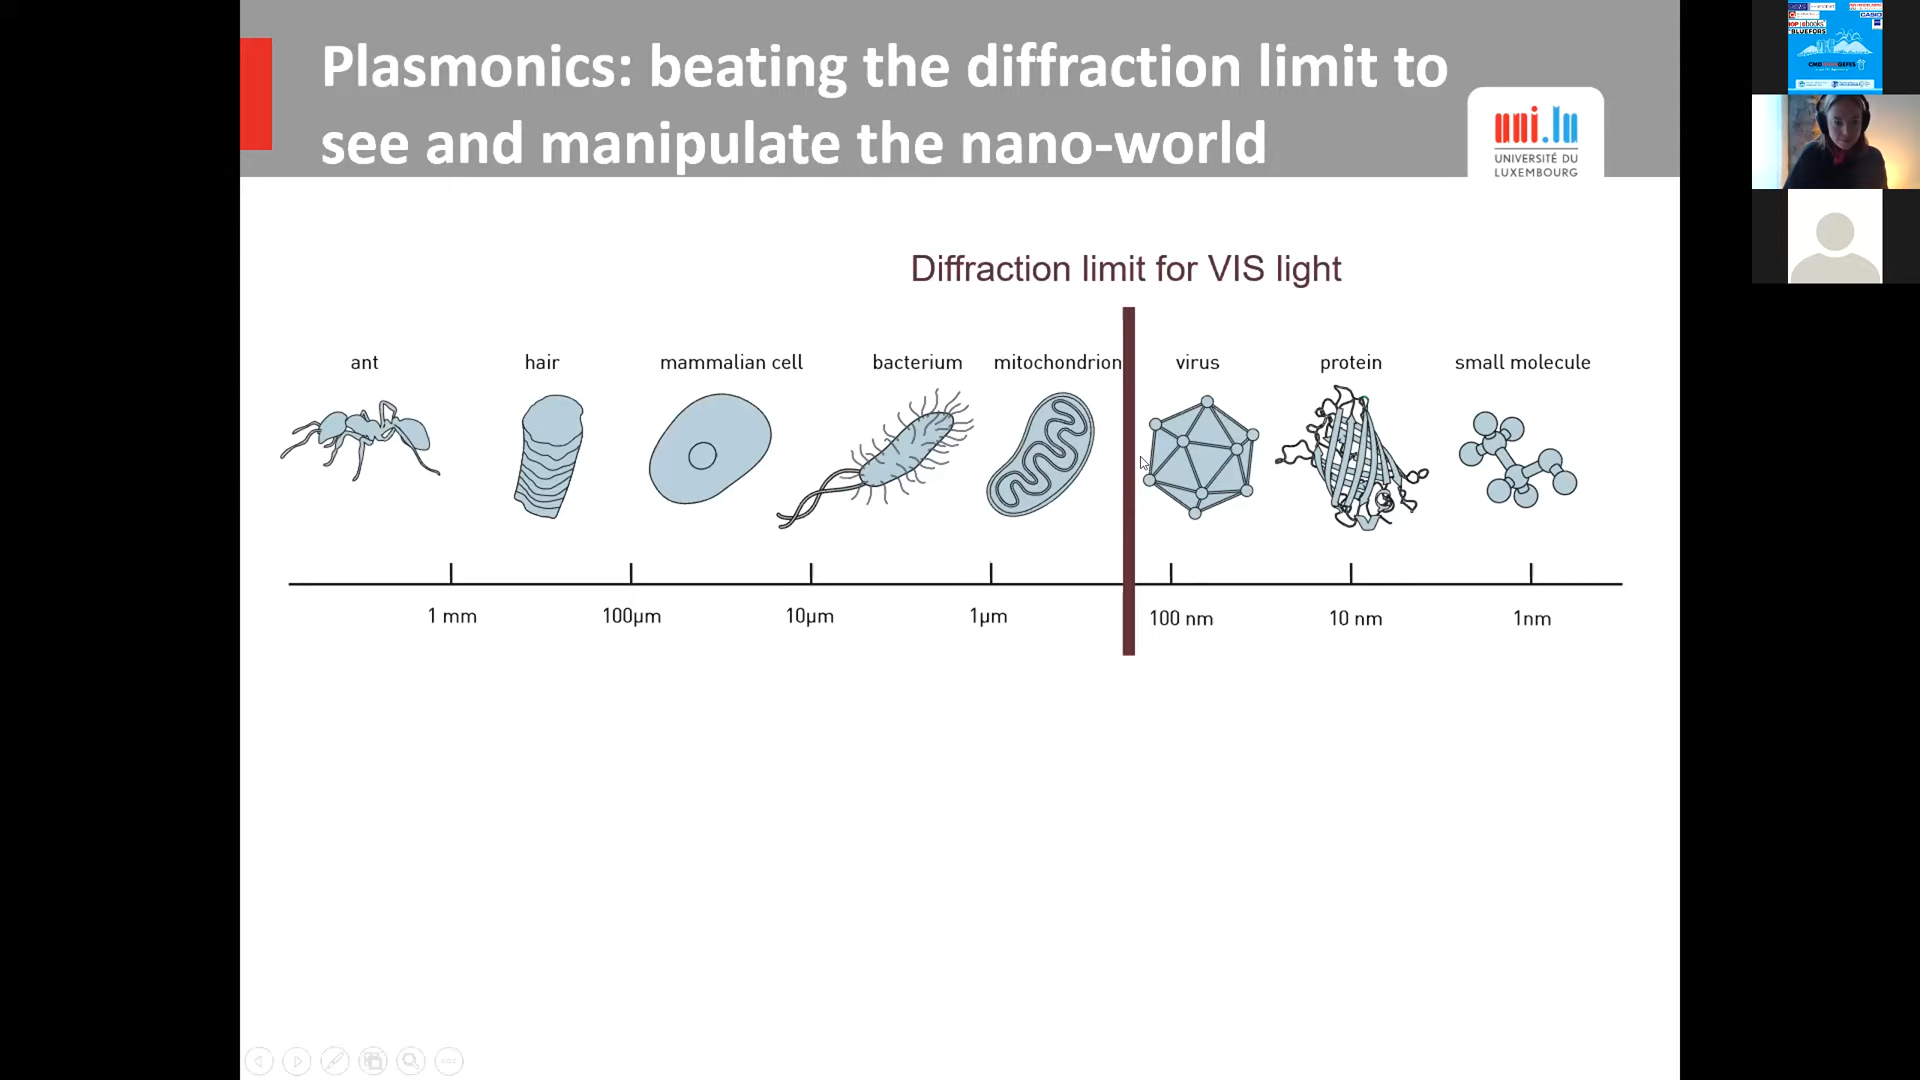 Plasmonics: beating the diffraction limit to
see and manipulate the nano-world
uni.lu
UNIVERSITÉ DU
LUXEMBOURG
Diffraction limit for VIS light
ant
hair
mammalian cell
bacterium
mitochondrion
virus
protein
small molecule
1 mm
100µm
10µm
1µm
100 nm
10 nm
1nm
CASIO
BLUEFORS